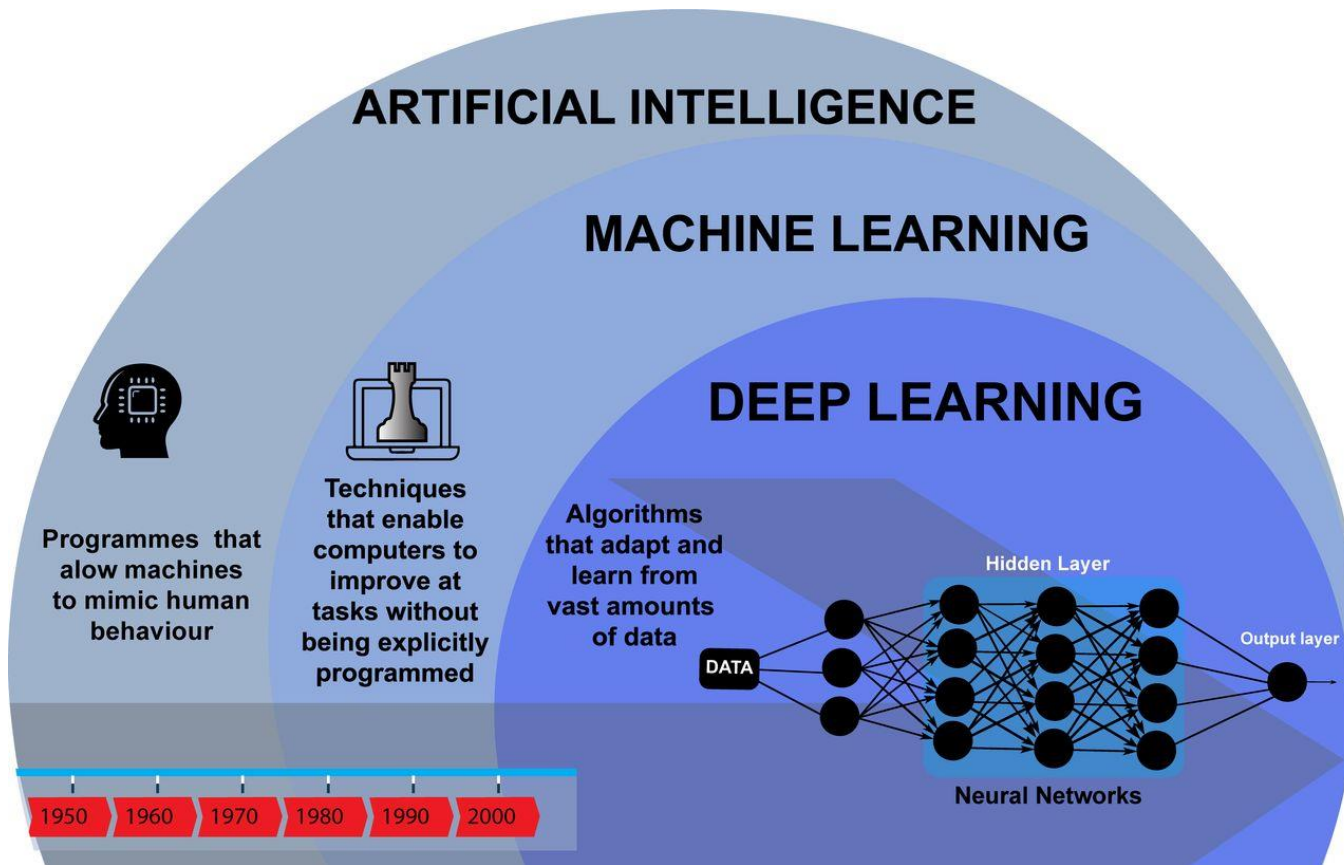 ARTIFICIAL INTELLIGENCE
MACHINE LEARNING
DEEP LEARNING
Programmes that
alow machines
to mimic human
behaviour
Techniques
that enable
computers to
improve at
tasks without
being explicitly
programmed
Algorithms
that adapt and
learn from
vast amounts
of data
Hidden Layer
Output layer
DATA
Neural Networks
1950 1960 1970 1980 1990 2000